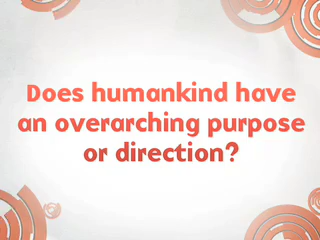 Does humankind have
an overarching purpose
or direction?